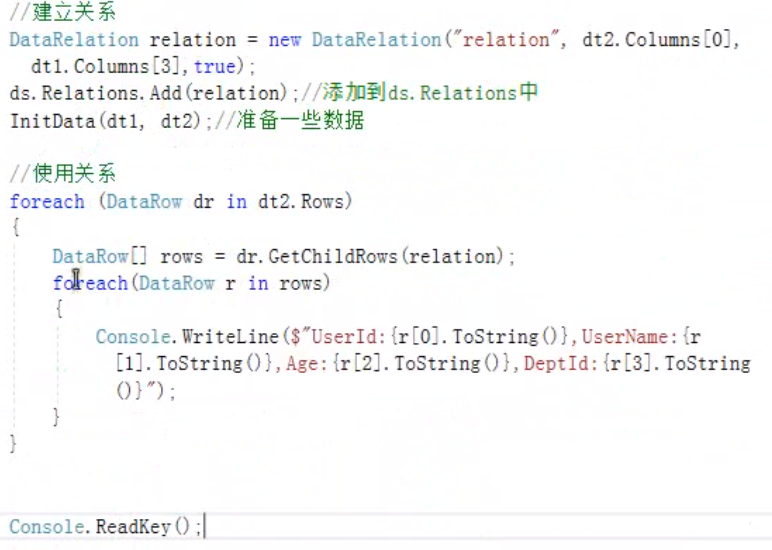 //建立关系
DataRelation relation = new DataRelation("relation", dt2.Columns[0],
dt1.Columns[3],true);
ds.Relations.Add(relation);//添加到ds.Relations中
InitData(dt1, dt2);//准备一些数据
//使用关系
foreach (DataRow dr in dt2.Rows)
{
DataRow[] rows = dr.GetChildRows(relation);
foreach(DataRow r in rows)
{
Console.WriteLine($"UserId:{r[0].ToString()},UserName:{r
[1].ToString()},Age:{r[2].ToString()},DeptId:{r[3].ToString
()}");
}
}
Console.ReadKey();